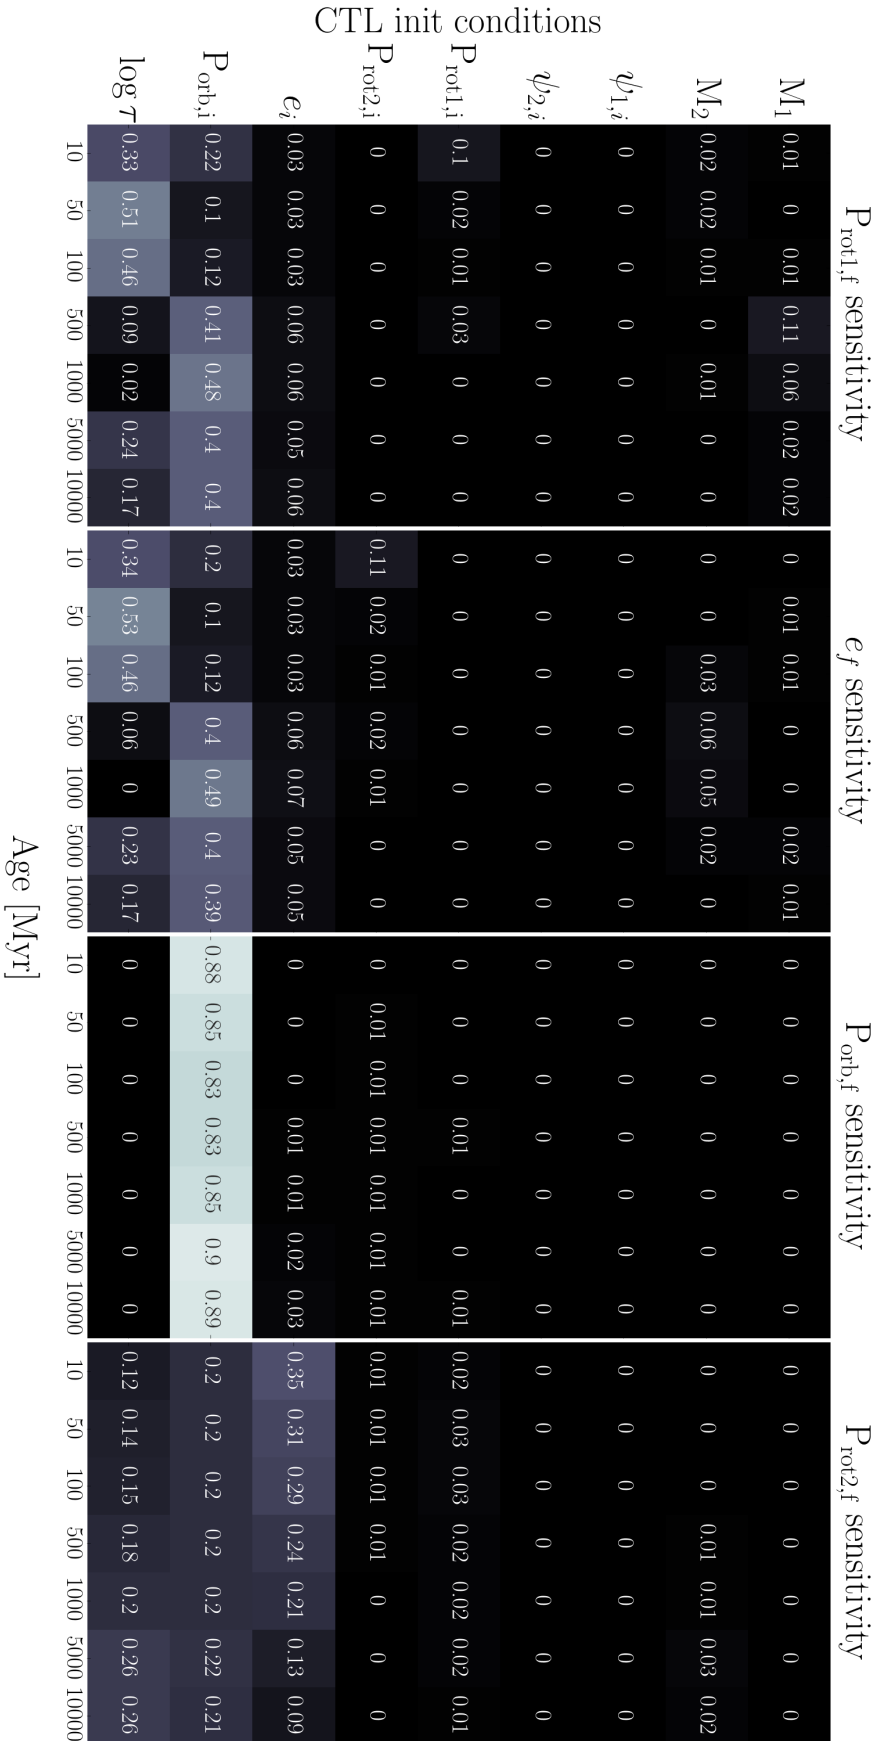 P_rot1,f sensitivity e_f sensitivity P_orb,f sensitivity P_rot2,f sensitivity
CTL init conditions
M_1 0.01 0 0.01 0.11 0.06 0.02 0.02 0 0.01 0.01 0 0 0.02 0.01 0 0 0 0 0 0 0 0 0 0 0 0 0 0
M_2 0.02 0.02 0.01 0 0.01 0 0 0 0 0.03 0.06 0.05 0.02 0 0 0 0 0 0 0 0 0 0 0 0.01 0.01 0.03 0.02
ψ_1,i 0 0 0 0 0 0 0 0 0 0 0 0 0 0 0 0 0 0 0 0 0 0 0 0 0 0 0 0
ψ_2,i 0 0 0 0 0 0 0 0 0 0 0 0 0 0 0 0 0 0 0 0 0 0 0 0 0 0 0 0
P_rot1,i 0.1 0.02 0.01 0.03 0 0 0 0 0 0 0 0 0 0 0 0 0 0.01 0 0 0.01 0.02 0.03 0.03 0.02 0.02 0.02 0.01
P_rot2,i 0 0 0 0 0 0 0 0.11 0.02 0.01 0.02 0.01 0 0 0 0.01 0.01 0.01 0.01 0.01 0.01 0.01 0.01 0.01 0.01 0 0 0
e_i 0.03 0.03 0.03 0.06 0.06 0.05 0.06 0.03 0.03 0.03 0.06 0.07 0.05 0.05 0 0 0 0.01 0.01 0.02 0.03 0.35 0.31 0.29 0.24 0.21 0.13 0.09
P_orb,i 0.22 0.1 0.12 0.41 0.48 0.4 0.4 0.2 0.1 0.12 0.4 0.49 0.4 0.39 0.88 0.85 0.83 0.83 0.85 0.9 0.89 0.2 0.2 0.2 0.2 0.2 0.22 0.21
log τ 0.33 0.51 0.46 0.09 0.02 0.24 0.17 0.34 0.53 0.46 0.06 0 0.23 0.17 0 0 0 0 0 0 0 0.12 0.14 0.15 0.18 0.2 0.26 0.26
10 50 100 500 1000 5000 10000 10 50 100 500 1000 5000 10000 10 50 100 500 1000 5000 10000 10 50 100 500 1000 5000 10000
Age [Myr]